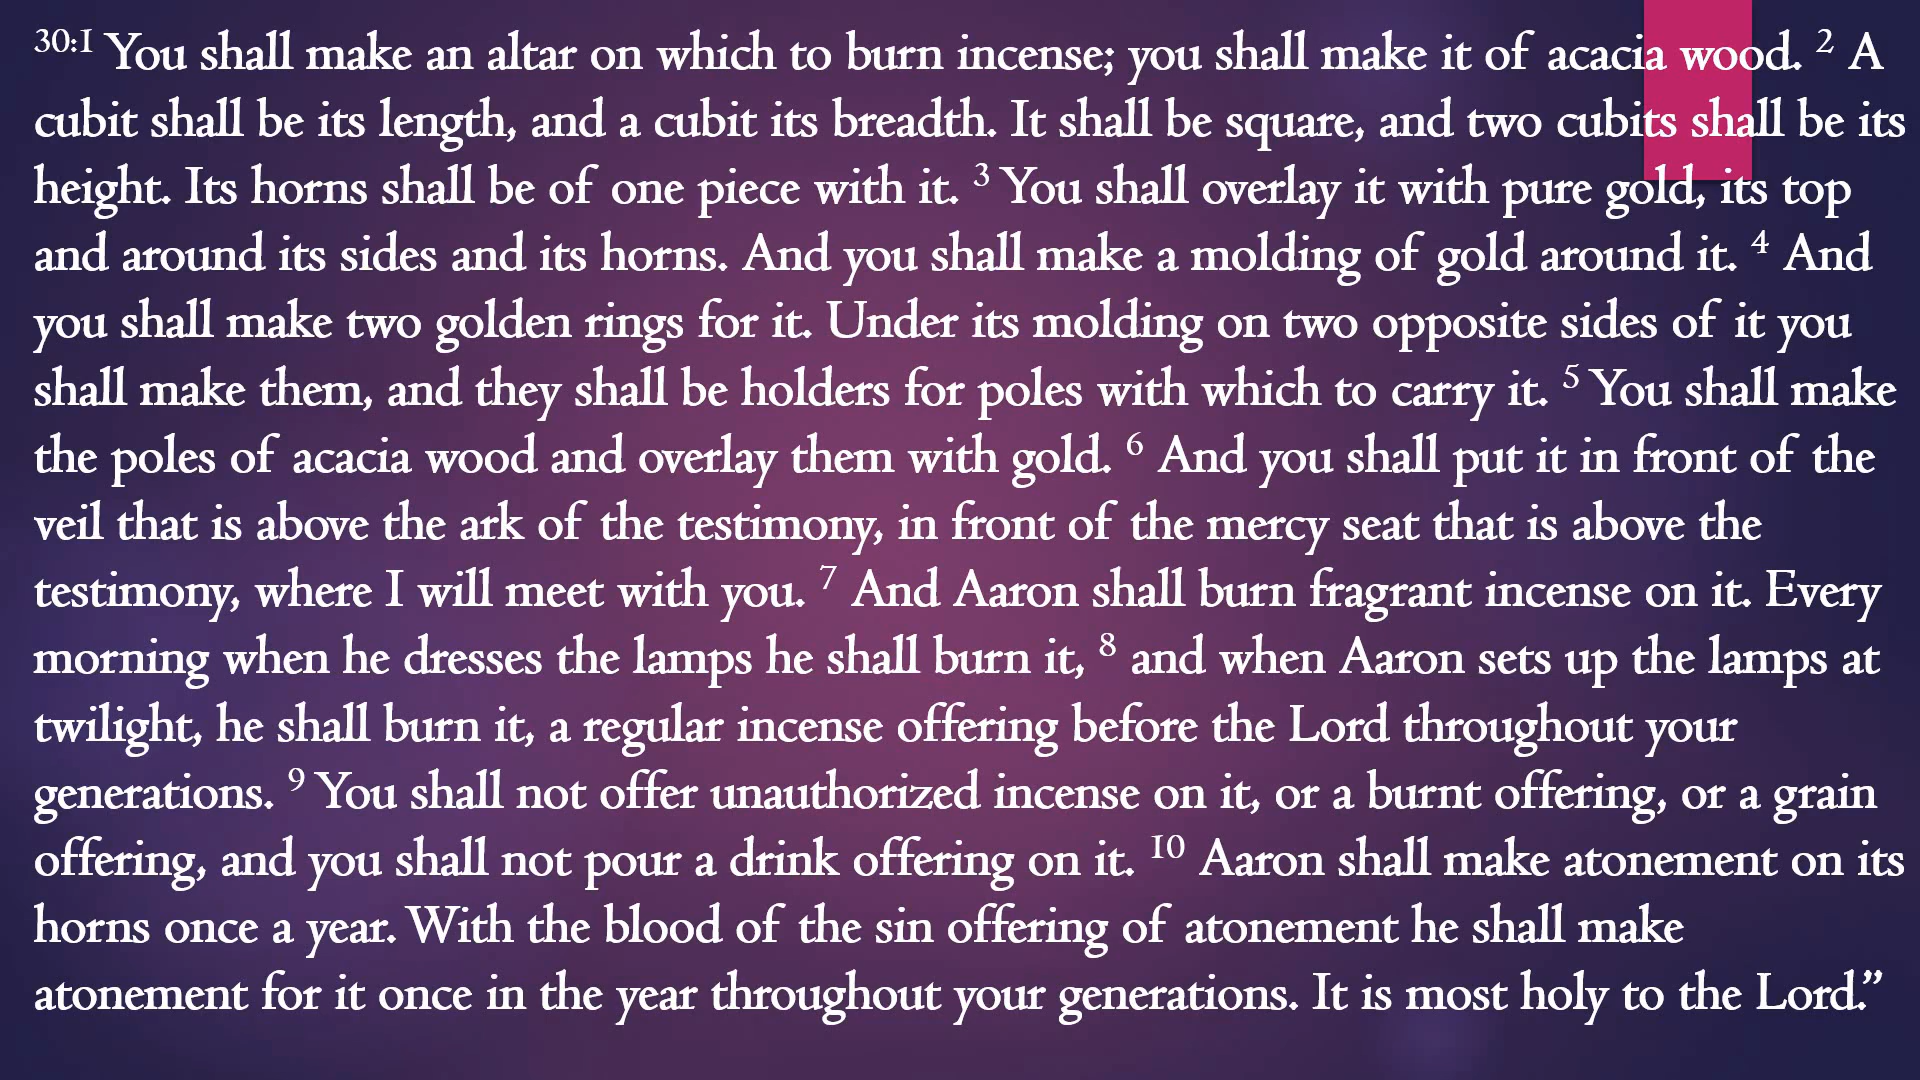 30:1 You shall make an altar on which to burn incense; you shall make it of acacia wood. 2 A
cubit shall be its length, and a cubit its breadth. It shall be square, and two cubits shall be its
height. Its horns shall be of one piece with it. 3 You shall overlay it with pure gold, its top
and around its sides and its horns. And you shall make a molding of gold around it. 4 And
you shall make two golden rings for it. Under its molding on two opposite sides of it you
shall make them, and they shall be holders for poles with which to carry it. 5 You shall make
the poles of acacia wood and overlay them with gold. 6 And you shall put it in front of the
veil that is above the ark of the testimony, in front of the mercy seat that is above the
testimony, where I will meet with you. 7 And Aaron shall burn fragrant incense on it. Every
morning when he dresses the lamps he shall burn it, 8 and when Aaron sets up the lamps at
twilight, he shall burn it, a regular incense offering before the Lord throughout your
generations. 9 You shall not offer unauthorized incense on it, or a burnt offering, or a grain
offering, and you shall not pour a drink offering on it. 10 Aaron shall make atonement on its
horns once a year. With the blood of the sin offering of atonement he shall make
atonement for it once in the year throughout your generations. It is most holy to the Lord.”